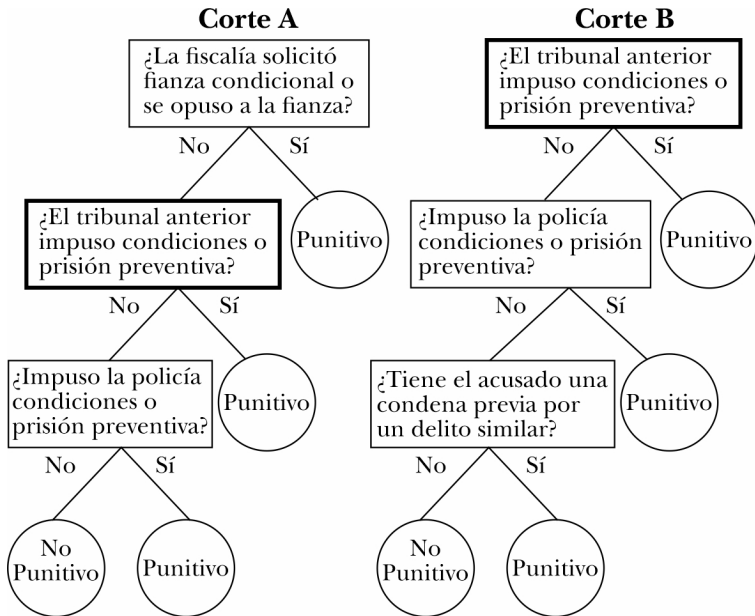 Corte A
¿La fiscalía solicitó
fianza condicional o
se opuso a la fianza?
No
Sí
¿El tribunal anterior
impuso condiciones o
prisión preventiva?
Punitivo
No
Sí
¿Impuso la policía
condiciones o
prisión preventiva?
Punitivo
No
Sí
No
Punitivo
Punitivo
Corte B
¿El tribunal anterior
impuso condiciones o
prisión preventiva?
No
Sí
¿Impuso la policía
condiciones o prisión
preventiva?
Punitivo
No
Sí
¿Tiene el acusado una
condena previa por
un delito similar?
Punitivo
No
Sí
No
Punitivo
Punitivo